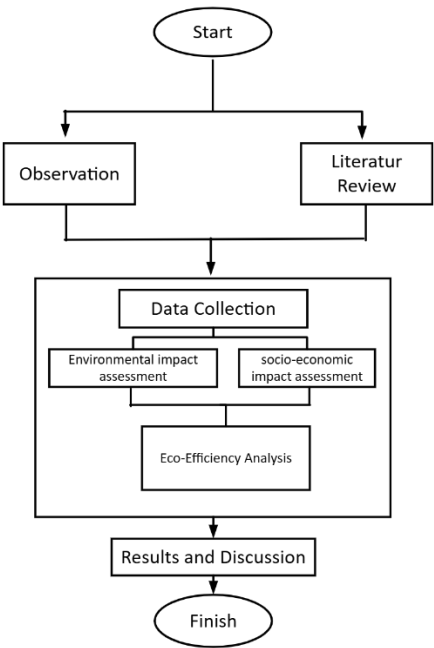 Start
Observation
Literatur
Review
Data Collection
Environmental impact
assessment
socio-economic
impact assessment
Eco-Efficiency Analysis
Results and Discussion
Finish